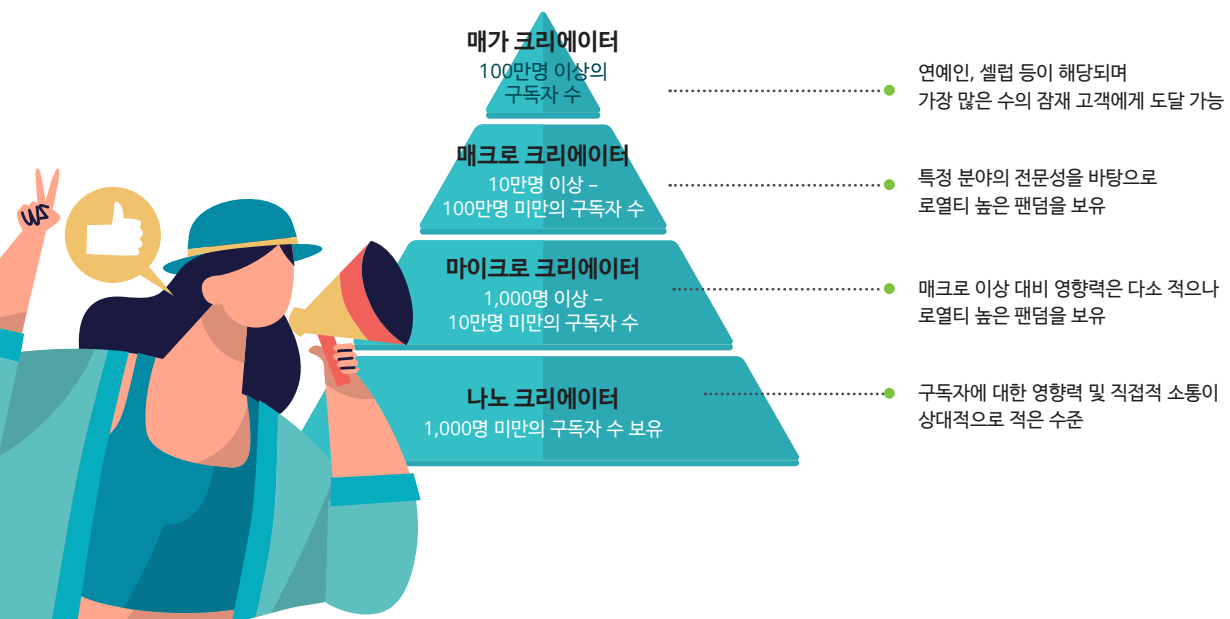 매가 크리에이터
100만명 이상의
구독자 수
연예인, 셀럽 등이 해당되며
가장 많은 수의 잠재 고객에게 도달 가능
매크로 크리에이터
10만명 이상 –
100만명 미만의 구독자 수
특정 분야의 전문성을 바탕으로
로열티 높은 팬덤을 보유
마이크로 크리에이터
1,000명 이상 –
10만명 미만의 구독자 수
매크로 이상 대비 영향력은 다소 적으나
로열티 높은 팬덤을 보유
나노 크리에이터
1,000명 미만의 구독자 수 보유
구독자에 대한 영향력 및 직접적 소통이
상대적으로 적은 수준